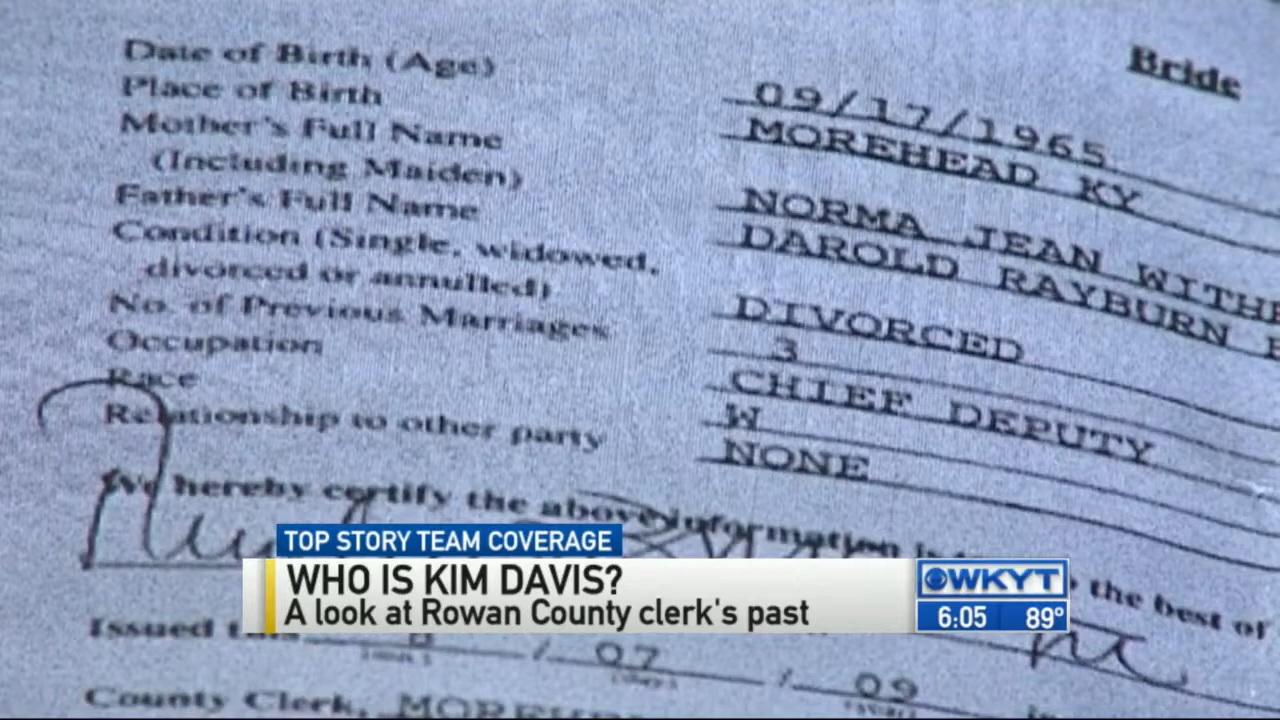 Bride
Date of Birth (Age) 09/17/1965
Place of Birth MOREHEAD KY
Mother's Full Name
(Including Maiden) NORMA JEAN
Father's Full Name DAROLD RAYBURN
Condition (Single, widowed,
divorced or annulled) DIVORCED
No. of Previous Marriages 3
Occupation CHIEF DEPUTY
Race W
Relationship to other party NONE
We hereby certify the above information is the best of
Issued 8 / 07 / 09
County Clerk,
TOP STORY TEAM COVERAGE
WHO IS KIM DAVIS?
A look at Rowan County clerk's past
WKYT
6:05 89°